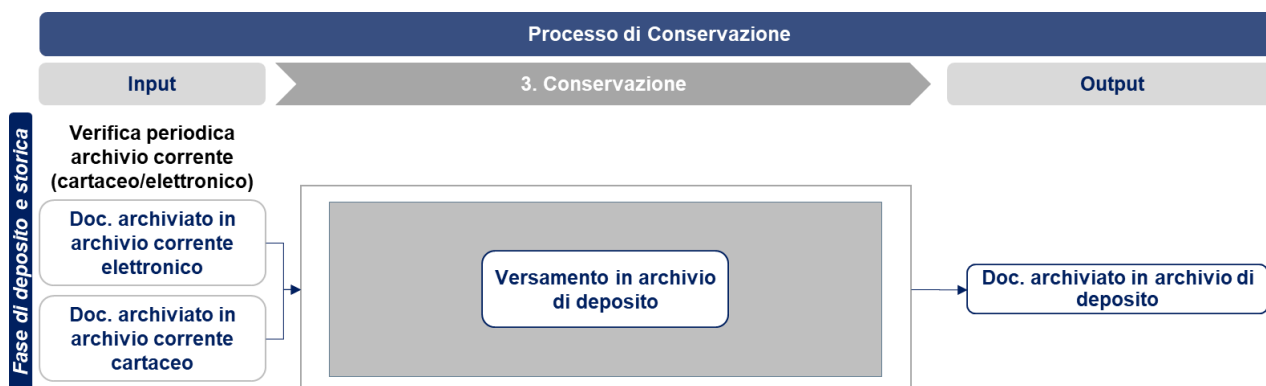 Processo di Conservazione
Input
3. Conservazione
Output
Fase di deposito e storica
Verifica periodica
archivio corrente
(cartaceo/elettronico)
Doc. archiviato in
archivio corrente
elettronico
Doc. archiviato in
archivio corrente
cartaceo
Versamento in archivio
di deposito
Doc. archiviato in archivio di
deposito